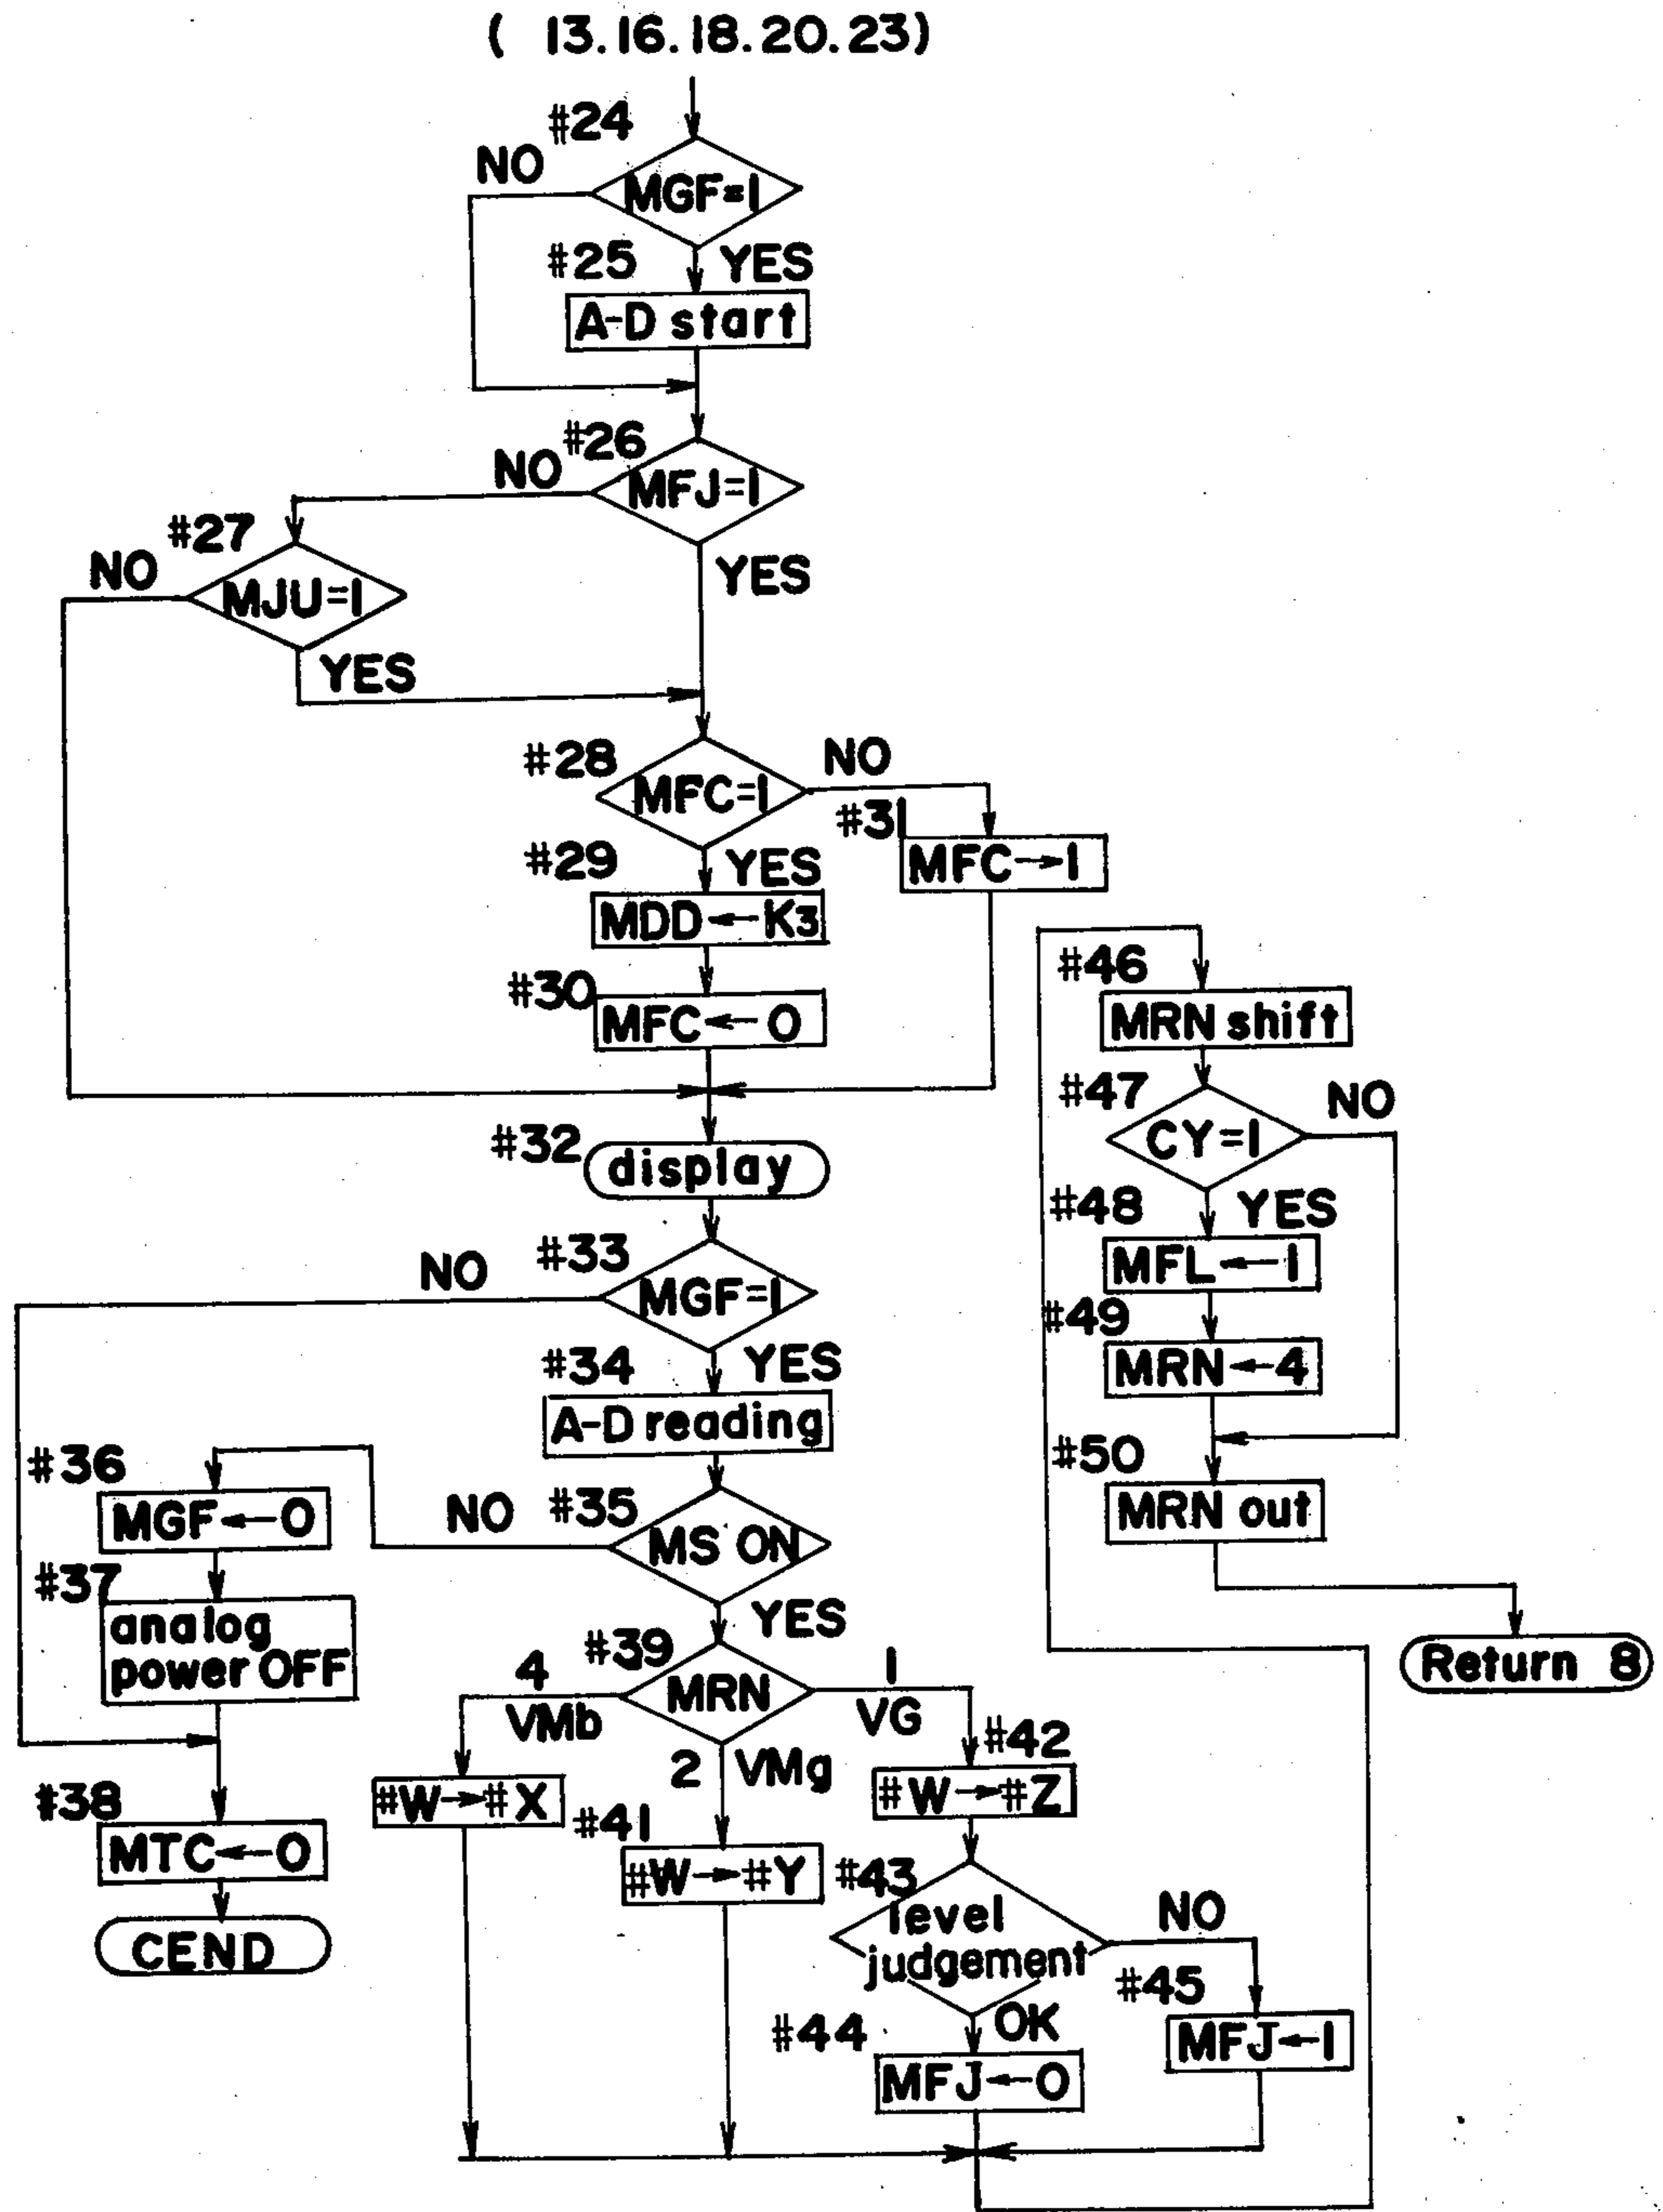 ( 13.16.18.20.23)
#24
NO
MGF=1
#25
YES
A-D start
#26
NO
MFJ=1
#27
NO
MJU=1
YES
YES
#28
NO
MFC=1
#31
MFC→1
#29
YES
MDD←K3
#30
MFC←0
#32
display
#33
NO
MGF=1
#34
YES
A-D reading
#35
NO
MS ON
YES
#36
MGF←0
#37
analog
power OFF
#38
MTC←0
CEND
#39
MRN
4
VMb
1
VG
2
VMg
#W→#X
#41
#W→#Y
#42
#W→#Z
#43
level
judgement
NO
OK
#44
MFJ←0
#45
MFJ←1
#46
MRN shift
#47
NO
CY=1
#48
YES
MFL←1
#49
MRN←4
#50
MRN out
Return 8